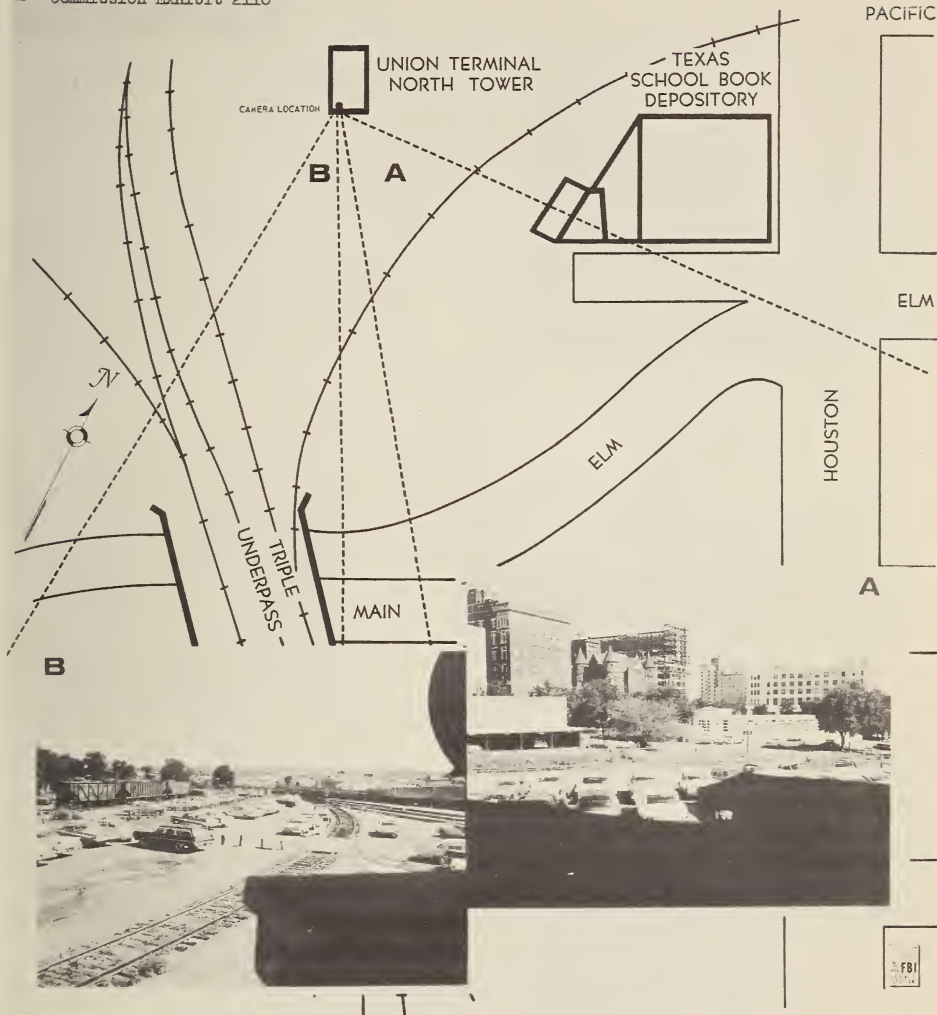 Commission Exhibit 2118
PACIFIC
UNION TERMINAL
NORTH TOWER
TEXAS
SCHOOL BOOK
DEPOSITORY
CAMERA LOCATION
B
A
ELM
N
HOUSTON
ELM
TRIPLE
UNDERPASS
MAIN
A
B
FBI